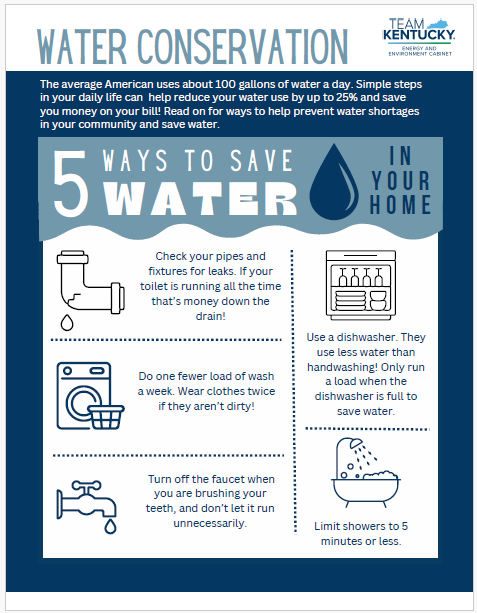 WATER CONSERVATION
TEAM
KENTUCKY.
ENERGY AND
ENVIRONMENT CABINET
The average American uses about 100 gallons of water a day. Simple steps
in your daily life can help reduce your water use by up to 25% and save
you money on your bill! Read on for ways to help prevent water shortages
in your community and save water.
5 WAYS TO SAVE
WATER
IN
YOUR
HOME
Check your pipes and
fixtures for leaks. If your
toilet is running all the time
that's money down the
drain!
Do one fewer load of wash
a week. Wear clothes twice
if they aren't dirty!
Turn off the faucet when
you are brushing your
teeth, and don't let it run
unnecessarily.
Use a dishwasher. They
use less water than
handwashing! Only run
a load when the
dishwasher is full to
save water.
Limit showers to 5
minutes or less.